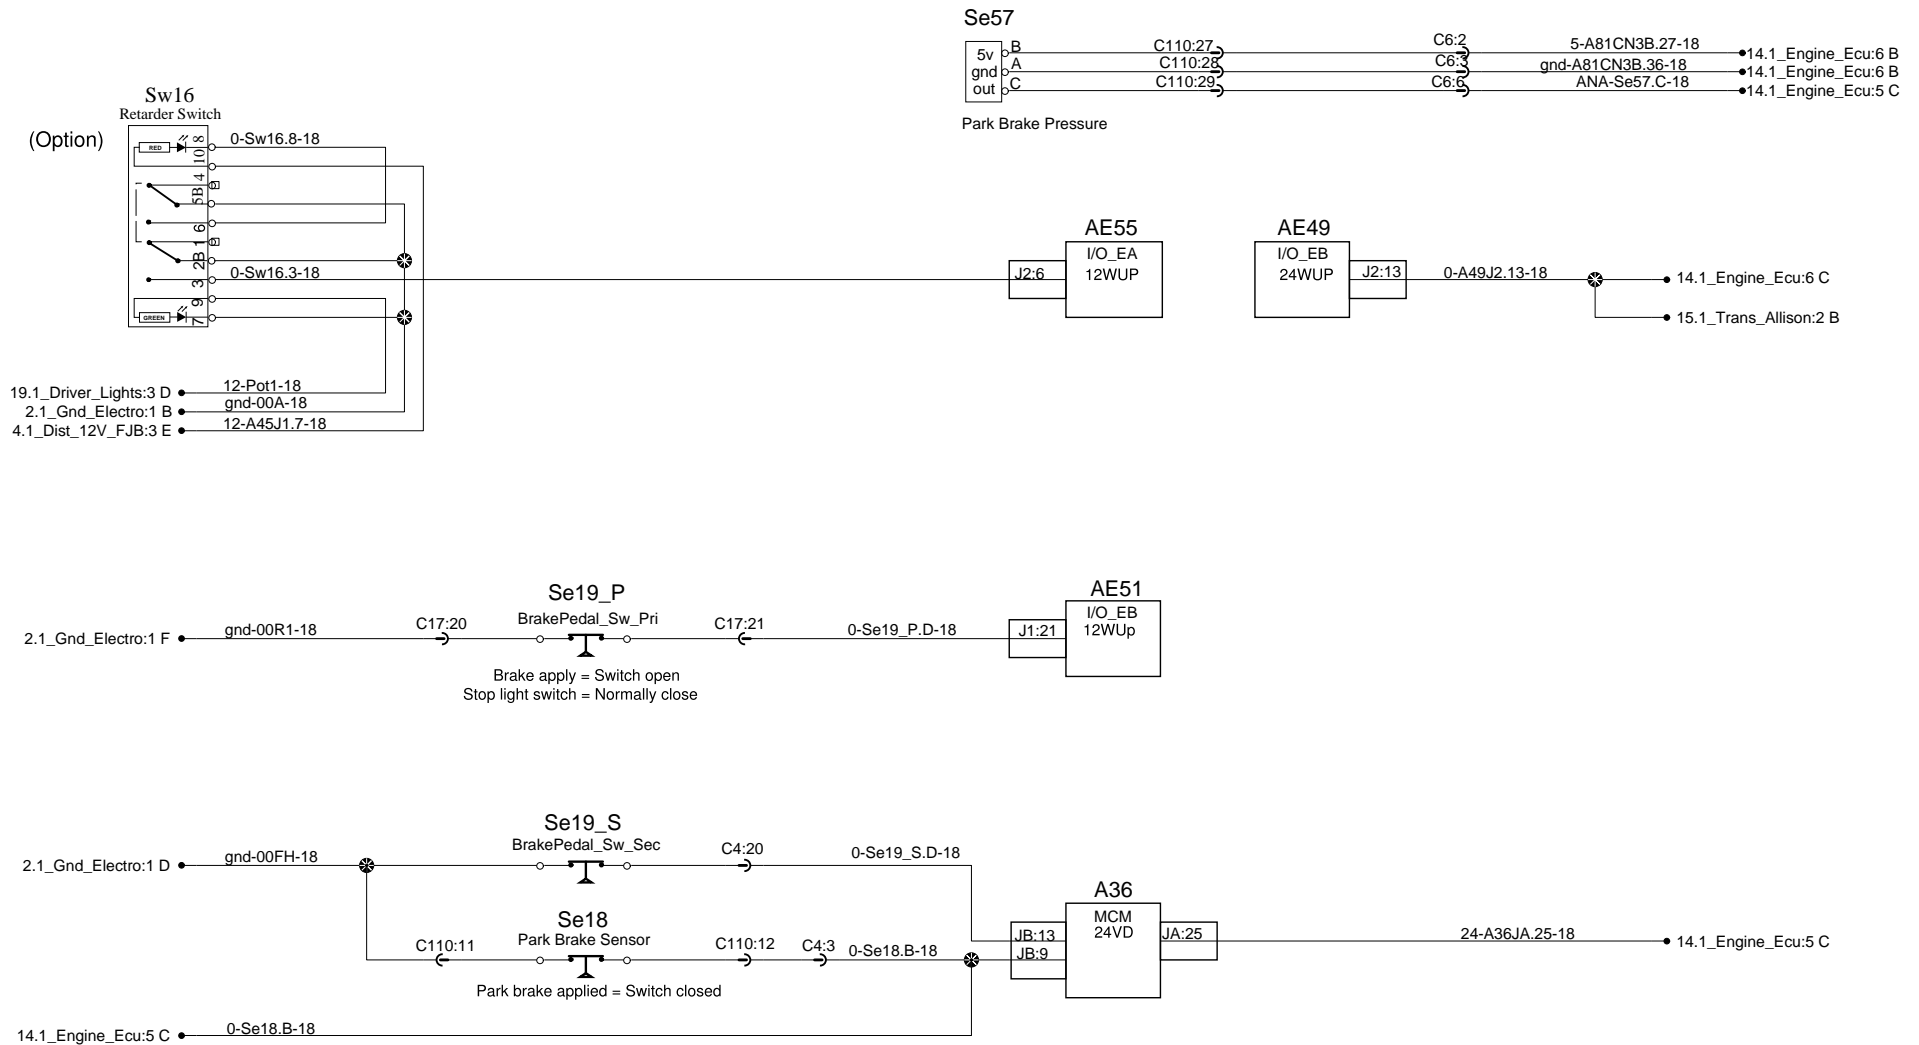 Se57
5v B C110:27 C6:2 5-A81CN3B.27-18 14.1_Engine_Ecu:6 B
gnd A C110:28 C6:3 gnd-A81CN3B.36-18 14.1_Engine_Ecu:6 B
out C C110:29 C6:6 ANA-Se57.C-18 14.1_Engine_Ecu:5 C
Park Brake Pressure
Sw16
Retarder Switch
(Option)
RED
8 0-Sw16.8-18
10
4
5B
6
1
2B
3 0-Sw16.3-18
9
GREEN
7
19.1_Driver_Lights:3 D 12-Pot1-18
2.1_Gnd_Electro:1 B gnd-00A-18
4.1_Dist_12V_FJB:3 E 12-A45J1.7-18
AE55
I/O_EA
J2:6 12WUP
AE49
I/O_EB
24WUP J2:13 0-A49J2.13-18 14.1_Engine_Ecu:6 C
15.1_Trans_Allison:2 B
Se19_P
BrakePedal_Sw_Pri
2.1_Gnd_Electro:1 F gnd-00R1-18 C17:20 C17:21 0-Se19_P.D-18 J1:21
Brake apply = Switch open
Stop light switch = Normally close
AE51
I/O_EB
12WUp
Se19_S
BrakePedal_Sw_Sec
2.1_Gnd_Electro:1 D gnd-00FH-18 C4:20 0-Se19_S.D-18
Se18
Park Brake Sensor
C110:11 C110:12 C4:3 0-Se18.B-18
Park brake applied = Switch closed
A36
MCM
24VD
JB:13 JA:25 24-A36JA.25-18 14.1_Engine_Ecu:5 C
JB:9
14.1_Engine_Ecu:5 C 0-Se18.B-18